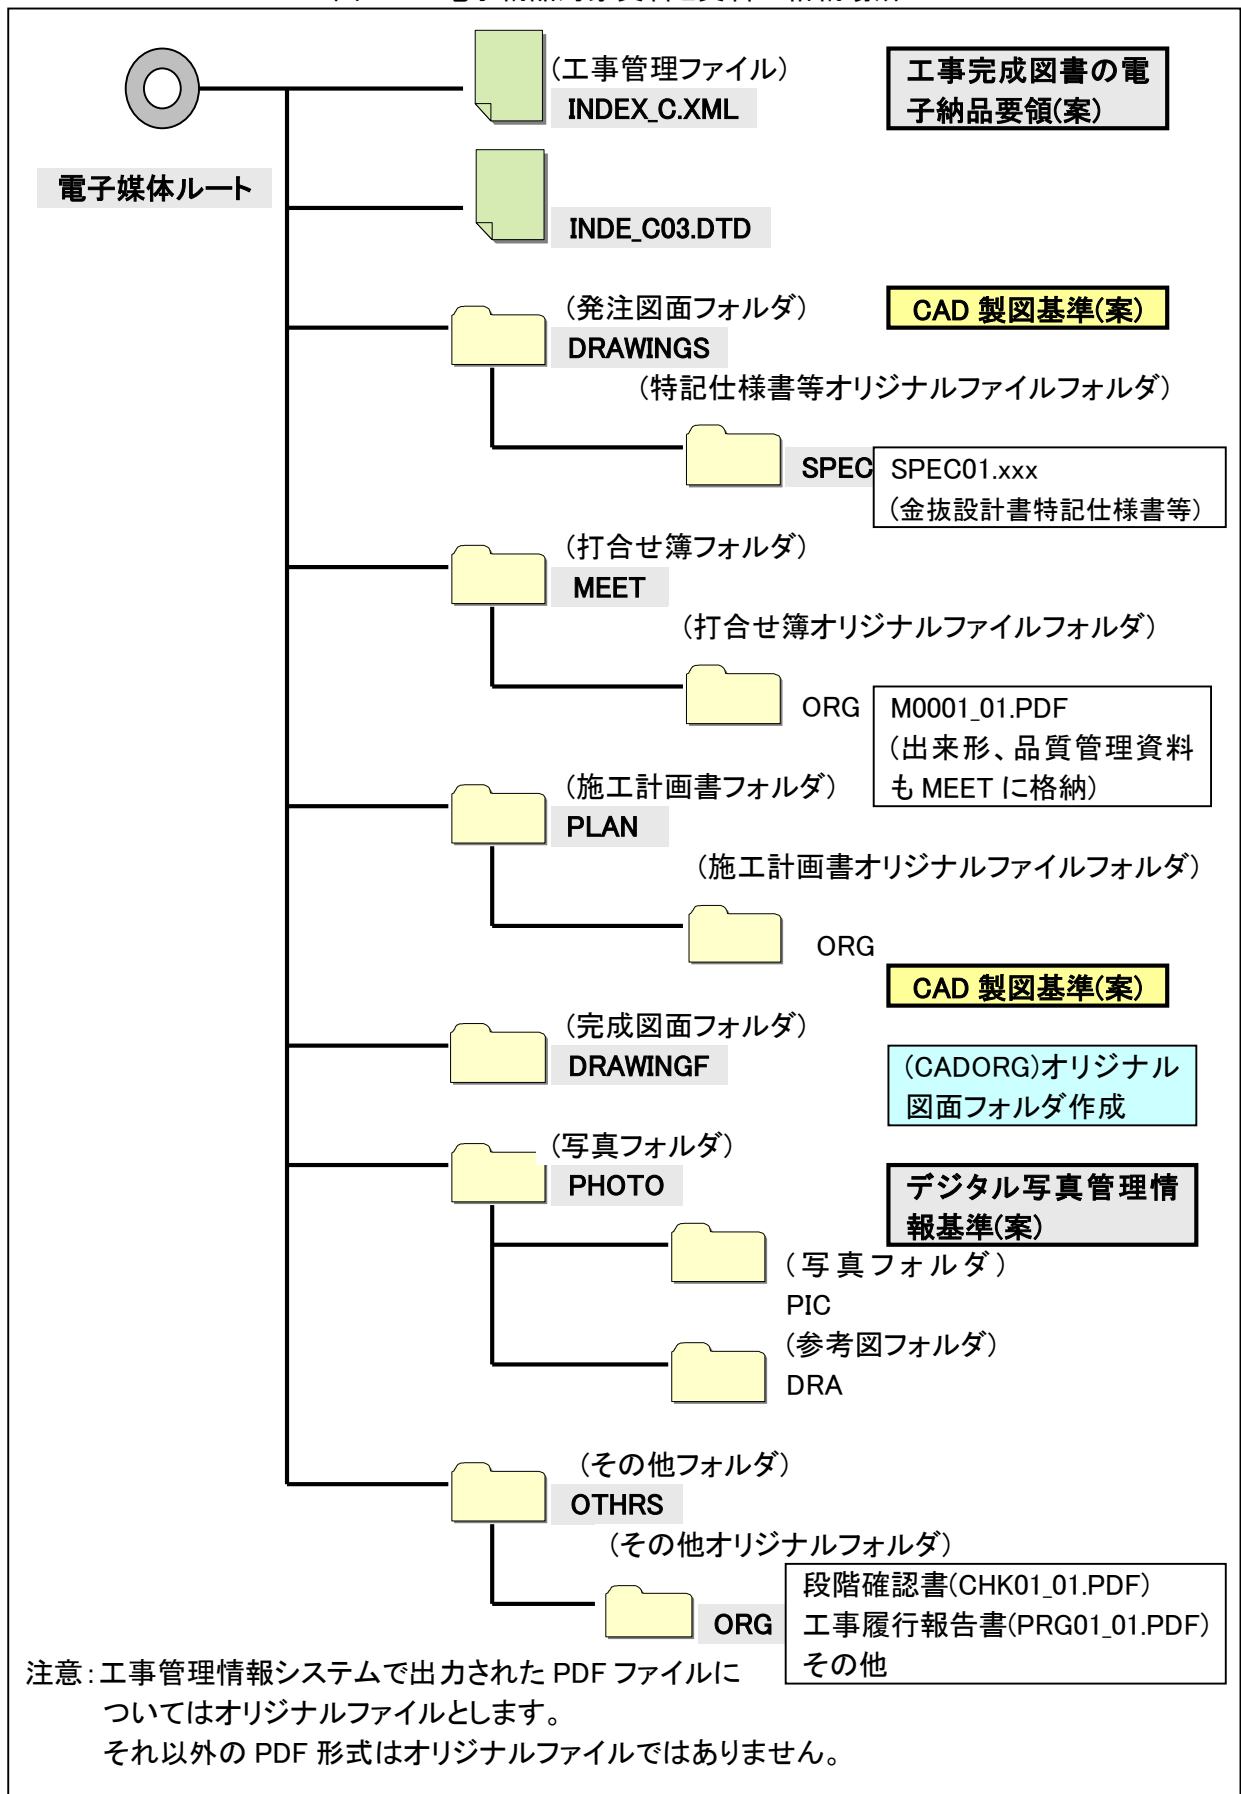 (工事管理ファイル)
INDEX_C.XML
工事完成図書の電
子納品要領(案)
電子媒体ルート
INDE_C03.DTD
(発注図面フォルダ)
DRAWINGS
CAD 製図基準(案)
(特記仕様書等オリジナルファイルフォルダ)
SPEC
SPEC01.xxx
(金抜設計書特記仕様書等)
(打合せ簿フォルダ)
MEET
(打合せ簿オリジナルファイルフォルダ)
ORG
M0001_01.PDF
(出来形、品質管理資料
も MEET に格納)
(施工計画書フォルダ)
PLAN
(施工計画書オリジナルファイルフォルダ)
ORG
CAD 製図基準(案)
(完成図面フォルダ)
DRAWINGF
(CADORG)オリジナル
図面フォルダ作成
(写真フォルダ)
PHOTO
デジタル写真管理情
報基準(案)
(写真フォルダ)
PIC
(参考図フォルダ)
DRA
(その他フォルダ)
OTHRS
(その他オリジナルフォルダ)
ORG
段階確認書(CHK01_01.PDF)
工事履行報告書(PRG01_01.PDF)
その他
注意:工事管理情報システムで出力された PDF ファイルに
ついてはオリジナルファイルとします。
それ以外の PDF 形式はオリジナルファイルではありません。